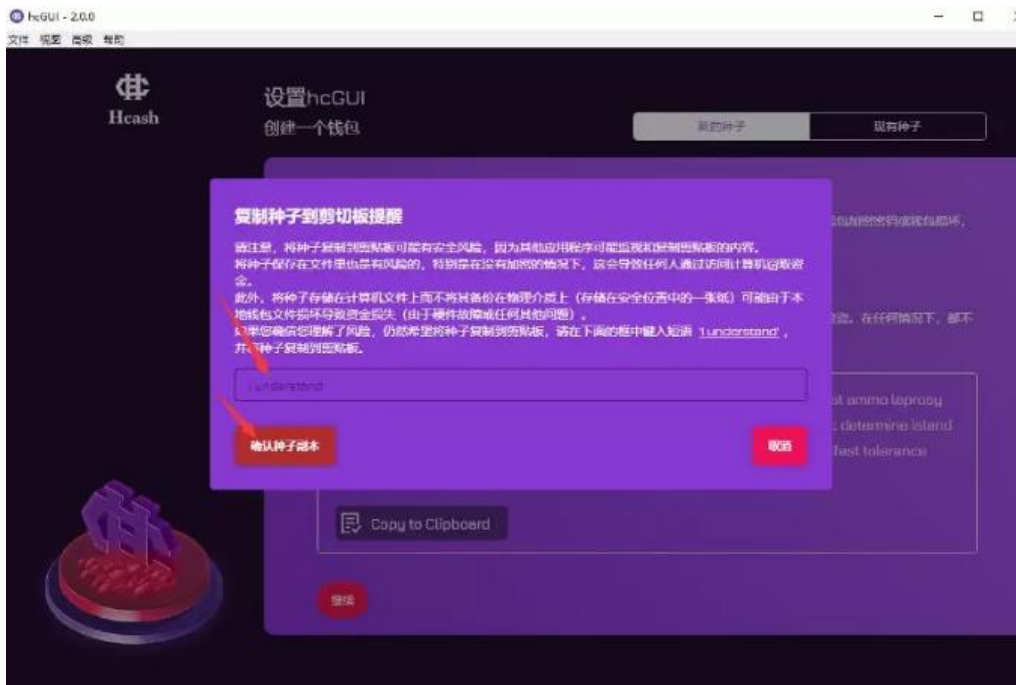 hcGUI - 2.0.0
文件 视图 高级 帮助
Hcash
设置hcGUI
创建一个钱包
新的种子
现有种子
复制种子到剪切板提醒
请注意，将种子复制到剪贴板可能有安全风险，因为其他应用程序可能监视和复制剪贴板的内容。
将种子保存在文件里也是有风险的，特别是在没有加密的情况下，这会导致任何人通过访问计算机窃取资
金。
此外，将种子存储在计算机文件上而不将其备份在物理介质上（存储在安全位置中的一张纸）可能由于本
地钱包文件损坏导致资金损失（由于硬件故障或任何其他问题）。
如果您确信您理解了风险，仍然希望将种子复制到剪贴板，请在下面的框中键入短语 'I understand'，
并将种子复制到剪贴板。
I understand
确认种子副本
取消
在任何情况下，都不
ammo leprosy
determine island
tolerance
Copy to Clipboard
继续